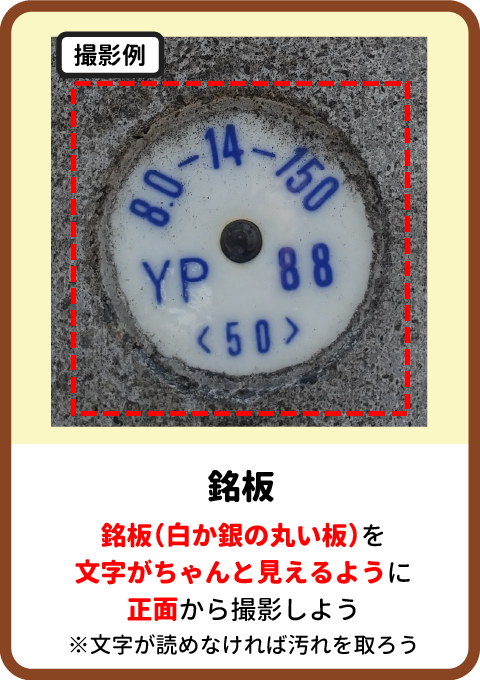 撮影例
8.0-14-150
YP 88
<50>
銘板
銘板(白か銀の丸い板)を
文字がちゃんと見えるように
正面から撮影しよう
※文字が読めなければ汚れを取ろう